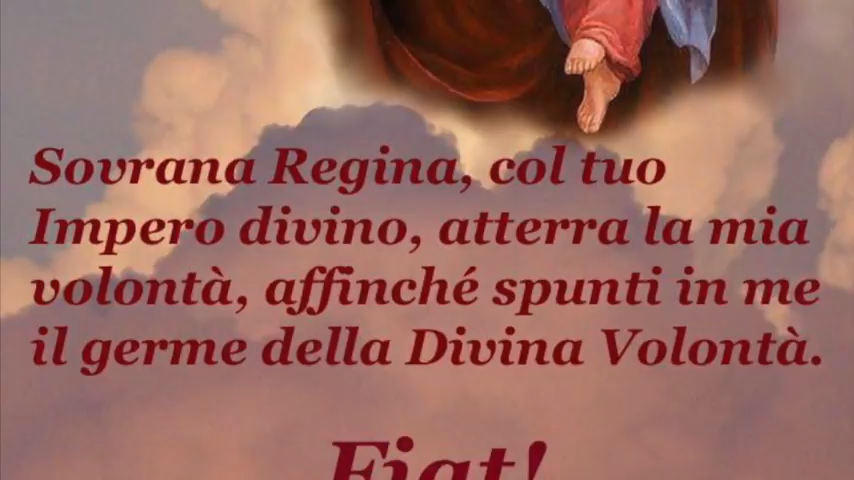 Sovrana Regina, col tuo
Impero divino, atterra la mia
volontà, affinché spunti in me
il germe della Divina Volontà.
Fiat!